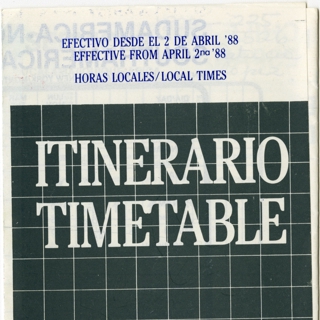 EFECTIVO DESDE EL 2 DE ABRIL '88
EFFECTIVE FROM APRIL 2ND '88
HORAS LOCALES/LOCAL TIMES
ITINERARIO
TIMETABLE